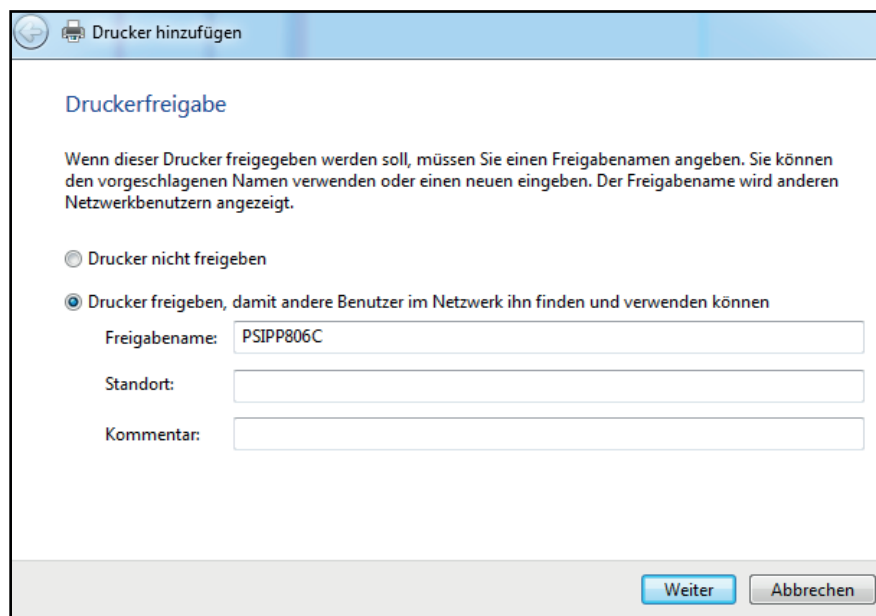 Drucker hinzufügen
Druckerfreigabe
Wenn dieser Drucker freigegeben werden soll, müssen Sie einen Freigabenamen angeben. Sie können
den vorgeschlagenen Namen verwenden oder einen neuen eingeben. Der Freigabename wird anderen
Netzwerkbenutzern angezeigt.
Drucker nicht freigeben
Drucker freigeben, damit andere Benutzer im Netzwerk ihn finden und verwenden können
Freigabename: PSIPP806C
Standort:
Kommentar:
Weiter Abbrechen